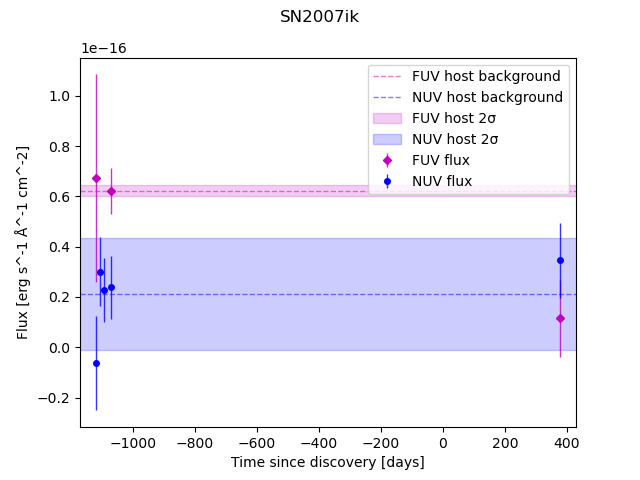 SN2007ik
1e−16
FUV host background
NUV host background
FUV host 2σ
NUV host 2σ
FUV flux
NUV flux
1.0
0.8
0.6
0.4
0.2
0.0
−0.2
Flux [erg s^-1 Å^-1 cm^-2]
−1000 −800 −600 −400 −200 0 200 400
Time since discovery [days]